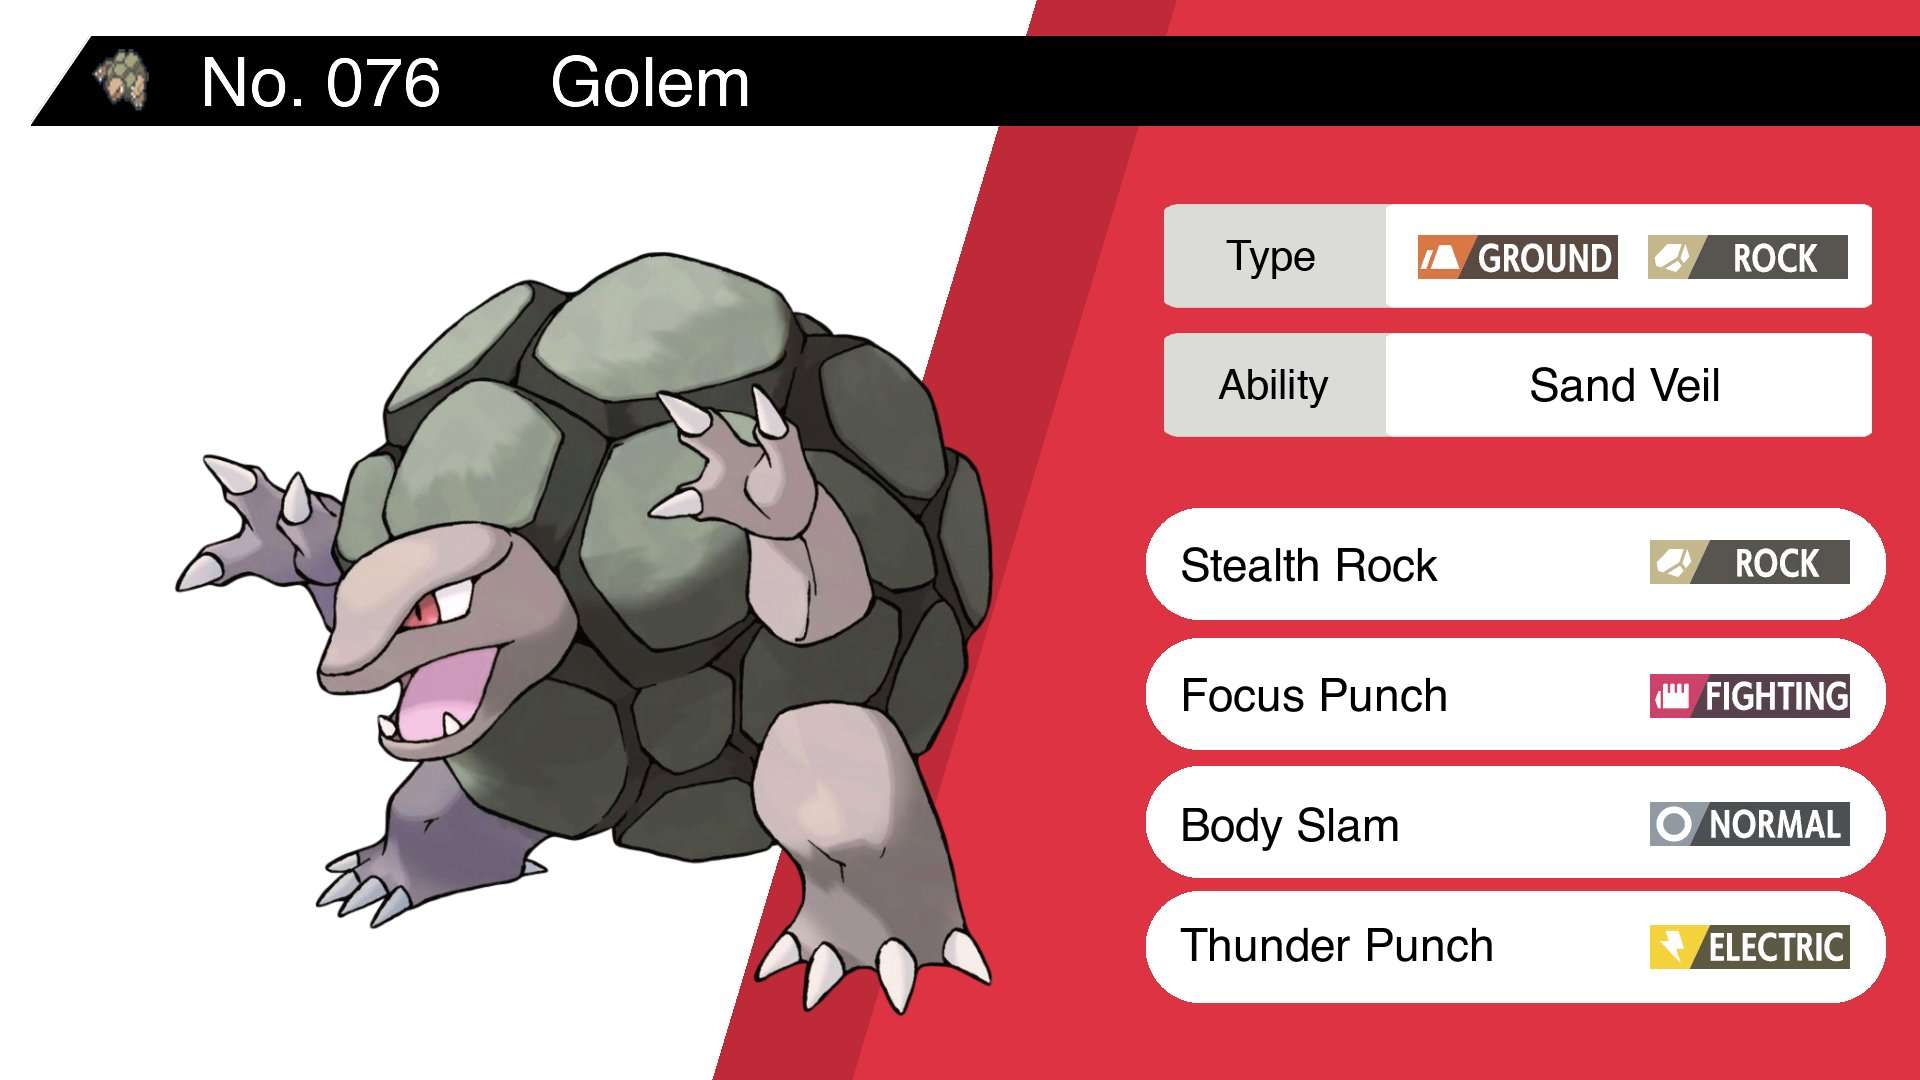 No. 076 Golem
Type GROUND ROCK
Ability Sand Veil
Stealth Rock ROCK
Focus Punch FIGHTING
Body Slam NORMAL
Thunder Punch ELECTRIC